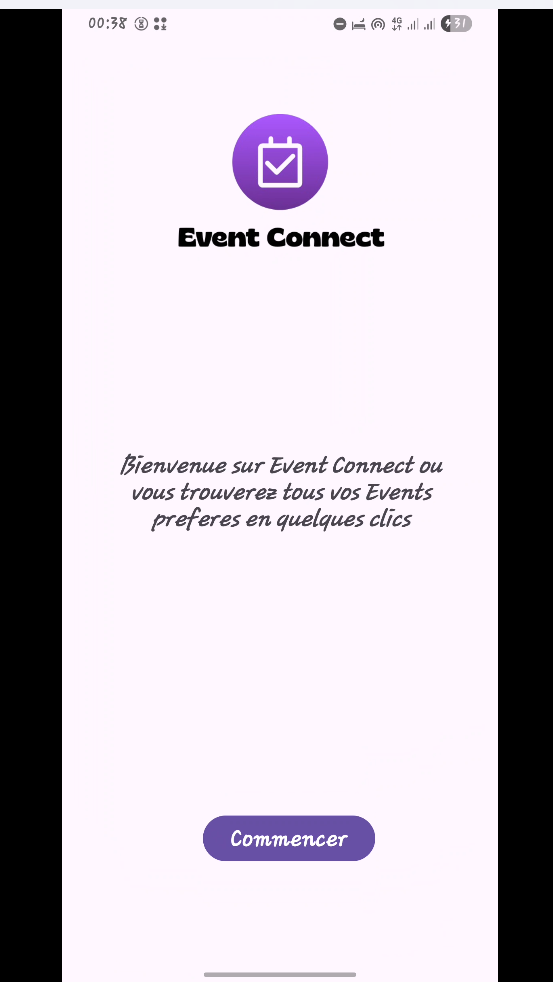 00:38
4G
31
Event Connect
Bienvenue sur Event Connect ou
vous trouverez tous vos Events
preferes en quelques clics
Commencer